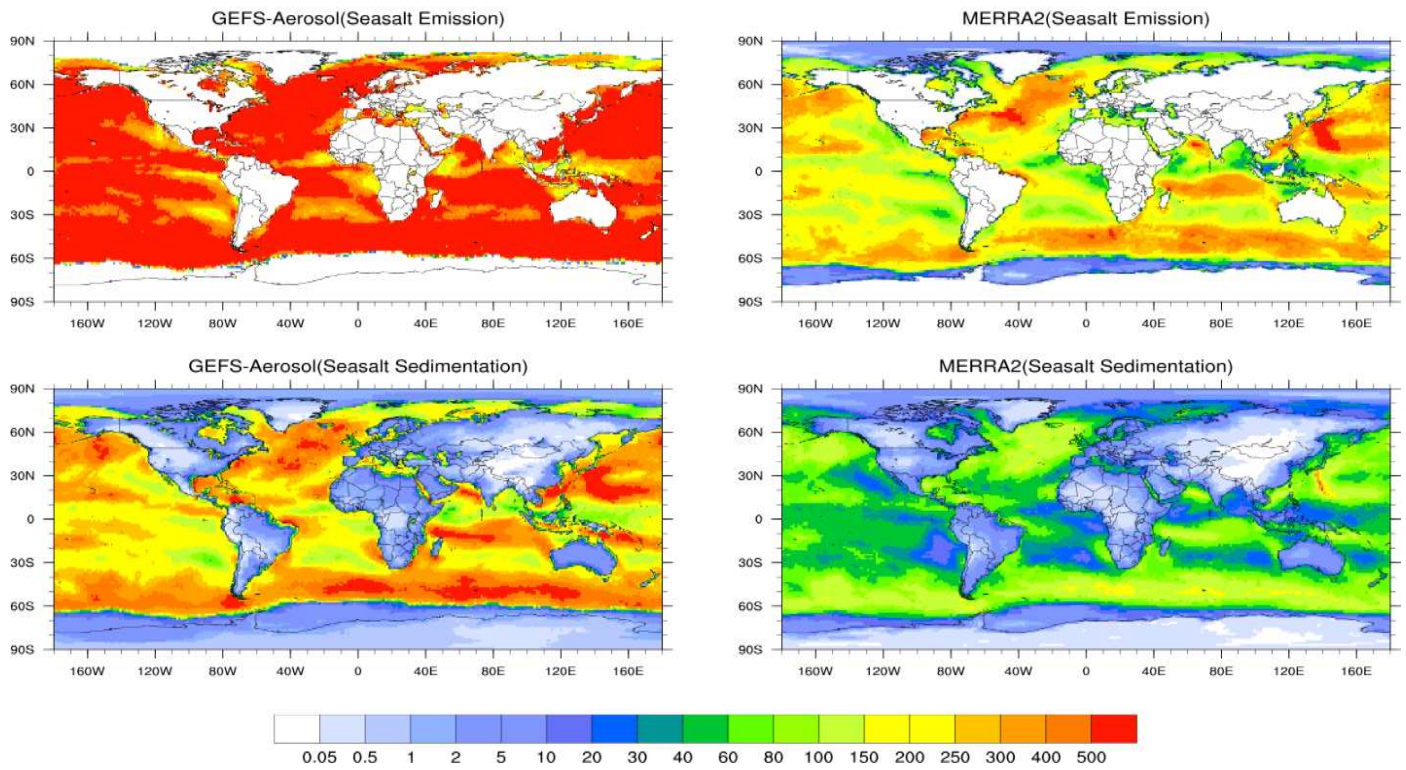 GEFS-Aerosol(Seasalt Emission)
MERRA2(Seasalt Emission)
90N
60N
30N
0
30S
60S
90S
160W 120W 80W 40W 0 40E 80E 120E 160E
90N
60N
30N
0
30S
60S
90S
160W 120W 80W 40W 0 40E 80E 120E 160E
GEFS-Aerosol(Seasalt Sedimentation)
MERRA2(Seasalt Sedimentation)
90N
60N
30N
0
30S
60S
90S
160W 120W 80W 40W 0 40E 80E 120E 160E
90N
60N
30N
0
30S
60S
90S
160W 120W 80W 40W 0 40E 80E 120E 160E
0.05 0.5 1 2 5 10 20 30 40 60 80 100 150 200 250 300 400 500